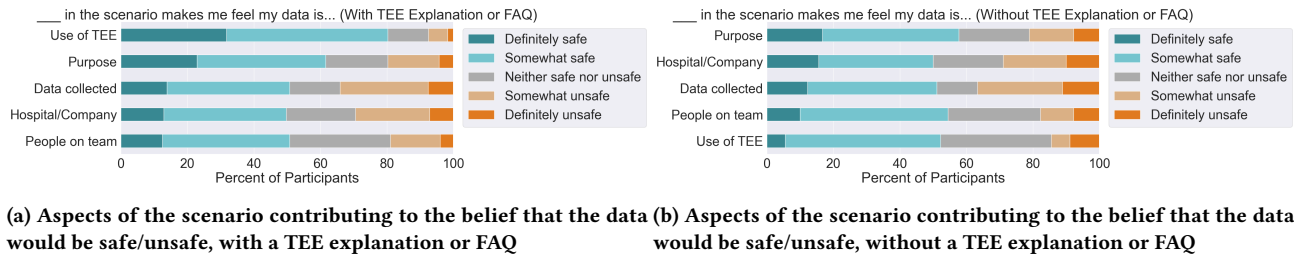 ___ in the scenario makes me feel my data is... (With TEE Explanation or FAQ)
Use of TEE
Purpose
Data collected
Hospital/Company
People on team
0 20 40 60 80 100
Percent of Participants
Definitely safe
Somewhat safe
Neither safe nor unsafe
Somewhat unsafe
Definitely unsafe
(a) Aspects of the scenario contributing to the belief that the data
would be safe/unsafe, with a TEE explanation or FAQ
___ in the scenario makes me feel my data is... (Without TEE Explanation or FAQ)
Purpose
Hospital/Company
Data collected
People on team
Use of TEE
0 20 40 60 80 100
Percent of Participants
Definitely safe
Somewhat safe
Neither safe nor unsafe
Somewhat unsafe
Definitely unsafe
(b) Aspects of the scenario contributing to the belief that the data
would be safe/unsafe, without a TEE explanation or FAQ